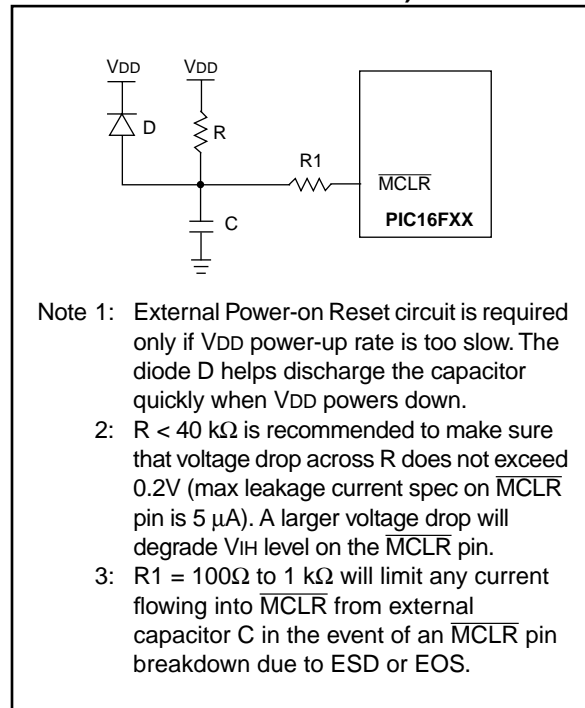 VDD VDD
D
R
R1
MCLR
C
PIC16FXX
Note 1: External Power-on Reset circuit is required
only if VDD power-up rate is too slow. The
diode D helps discharge the capacitor
quickly when VDD powers down.
2: R < 40 kΩ is recommended to make sure
that voltage drop across R does not exceed
0.2V (max leakage current spec on MCLR
pin is 5 µA). A larger voltage drop will
degrade VIH level on the MCLR pin.
3: R1 = 100Ω to 1 kΩ will limit any current
flowing into MCLR from external
capacitor C in the event of an MCLR pin
breakdown due to ESD or EOS.